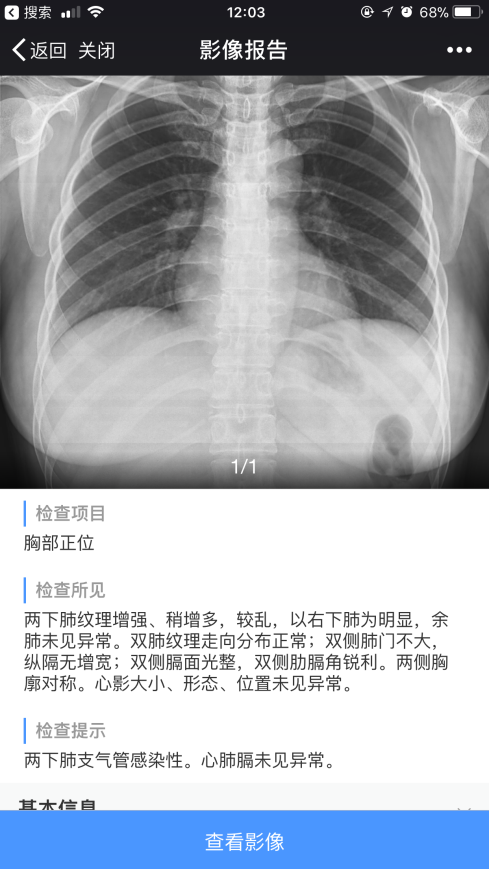 搜索 12:03 68%
返回 关闭 影像报告
1/1
检查项目
胸部正位
检查所见
两下肺纹理增强、稍增多，较乱，以右下肺为明显，余
肺未见异常。双肺纹理走向分布正常；双侧肺门不大，
纵隔无增宽；双侧膈面光整，双侧肋膈角锐利。两侧胸
廓对称。心影大小、形态、位置未见异常。
检查提示
两下肺支气管感染性。心肺膈未见异常。
基本信息
查看影像